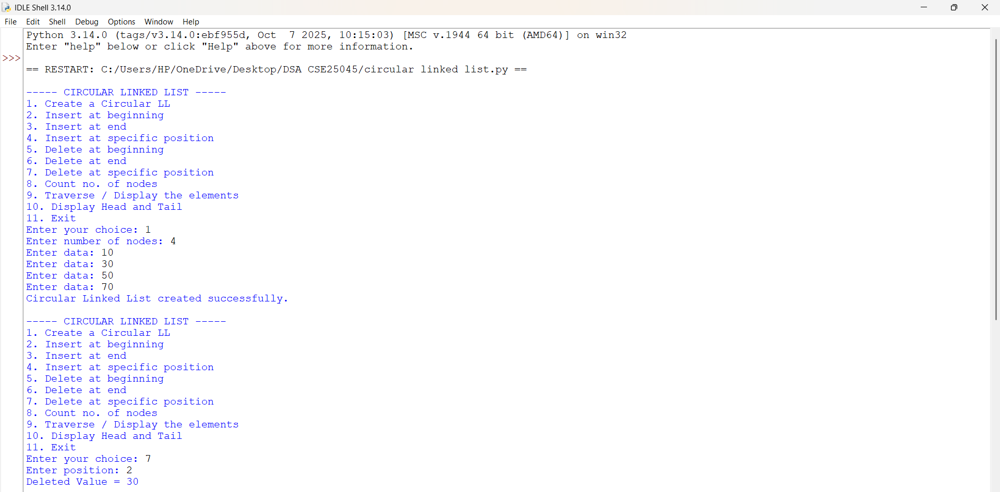 IDLE Shell 3.14.0
File Edit Shell Debug Options Window Help
Python 3.14.0 (tags/v3.14.0:ebf955d, Oct  7 2025, 10:15:03) [MSC v.1944 64 bit (AMD64)] on win32
Enter "help" below or click "Help" above for more information.
>>>
== RESTART: C:/Users/HP/OneDrive/Desktop/DSA CSE25045/circular linked list.py ==
----- CIRCULAR LINKED LIST -----
1. Create a Circular LL
2. Insert at beginning
3. Insert at end
4. Insert at specific position
5. Delete at beginning
6. Delete at end
7. Delete at specific position
8. Count no. of nodes
9. Traverse / Display the elements
10. Display Head and Tail
11. Exit
Enter your choice: 1
Enter number of nodes: 4
Enter data: 10
Enter data: 30
Enter data: 50
Enter data: 70
Circular Linked List created successfully.
----- CIRCULAR LINKED LIST -----
1. Create a Circular LL
2. Insert at beginning
3. Insert at end
4. Insert at specific position
5. Delete at beginning
6. Delete at end
7. Delete at specific position
8. Count no. of nodes
9. Traverse / Display the elements
10. Display Head and Tail
11. Exit
Enter your choice: 7
Enter position: 2
Deleted Value = 30